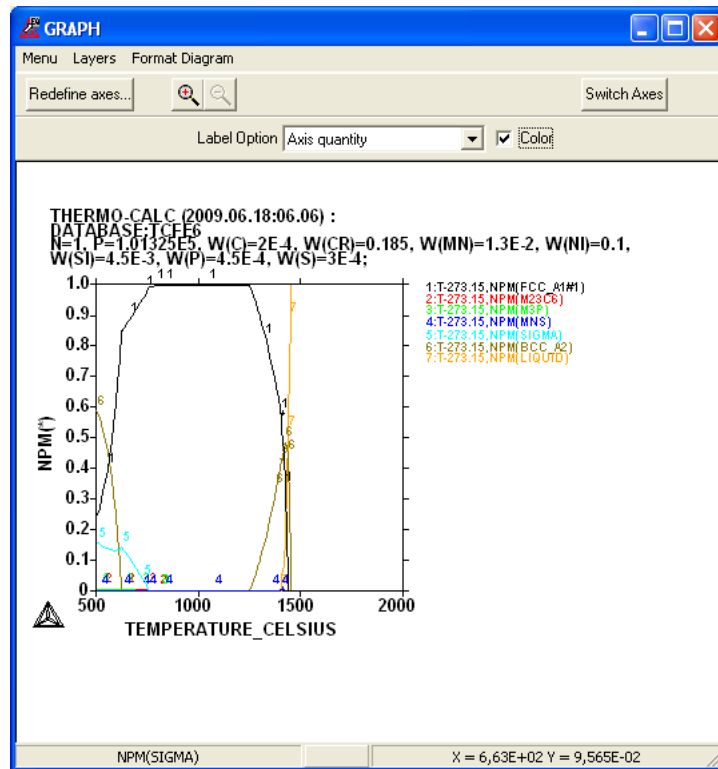 GRAPH
Menu Layers Format Diagram
Redefine axes... Switch Axes
Label Option Axis quantity Color
THERMO-CALC (2009.06.18:06.06) :
DATABASE:TCFE6
N=1, P=1.01325E5, W(C)=2E-4, W(CR)=0.185, W(MN)=1.3E-2, W(NI)=0.1,
W(SI)=4.5E-3, W(P)=4.5E-4, W(S)=3E-4;
1:T-273.15,NPM(FCC_A1#1)
2:T-273.15,NPM(M23C6)
3:T-273.15,NPM(M3P)
4:T-273.15,NPM(MNS)
5:T-273.15,NPM(SIGMA)
6:T-273.15,NPM(BCC_A2)
7:T-273.15,NPM(LIQUID)
1.0
0.9
0.8
0.7
0.6
0.5
0.4
0.3
0.2
0.1
0
NPM(*)
500 1000 1500 2000
TEMPERATURE_CELSIUS
NPM(SIGMA) X = 6,63E+02 Y = 9,565E-02